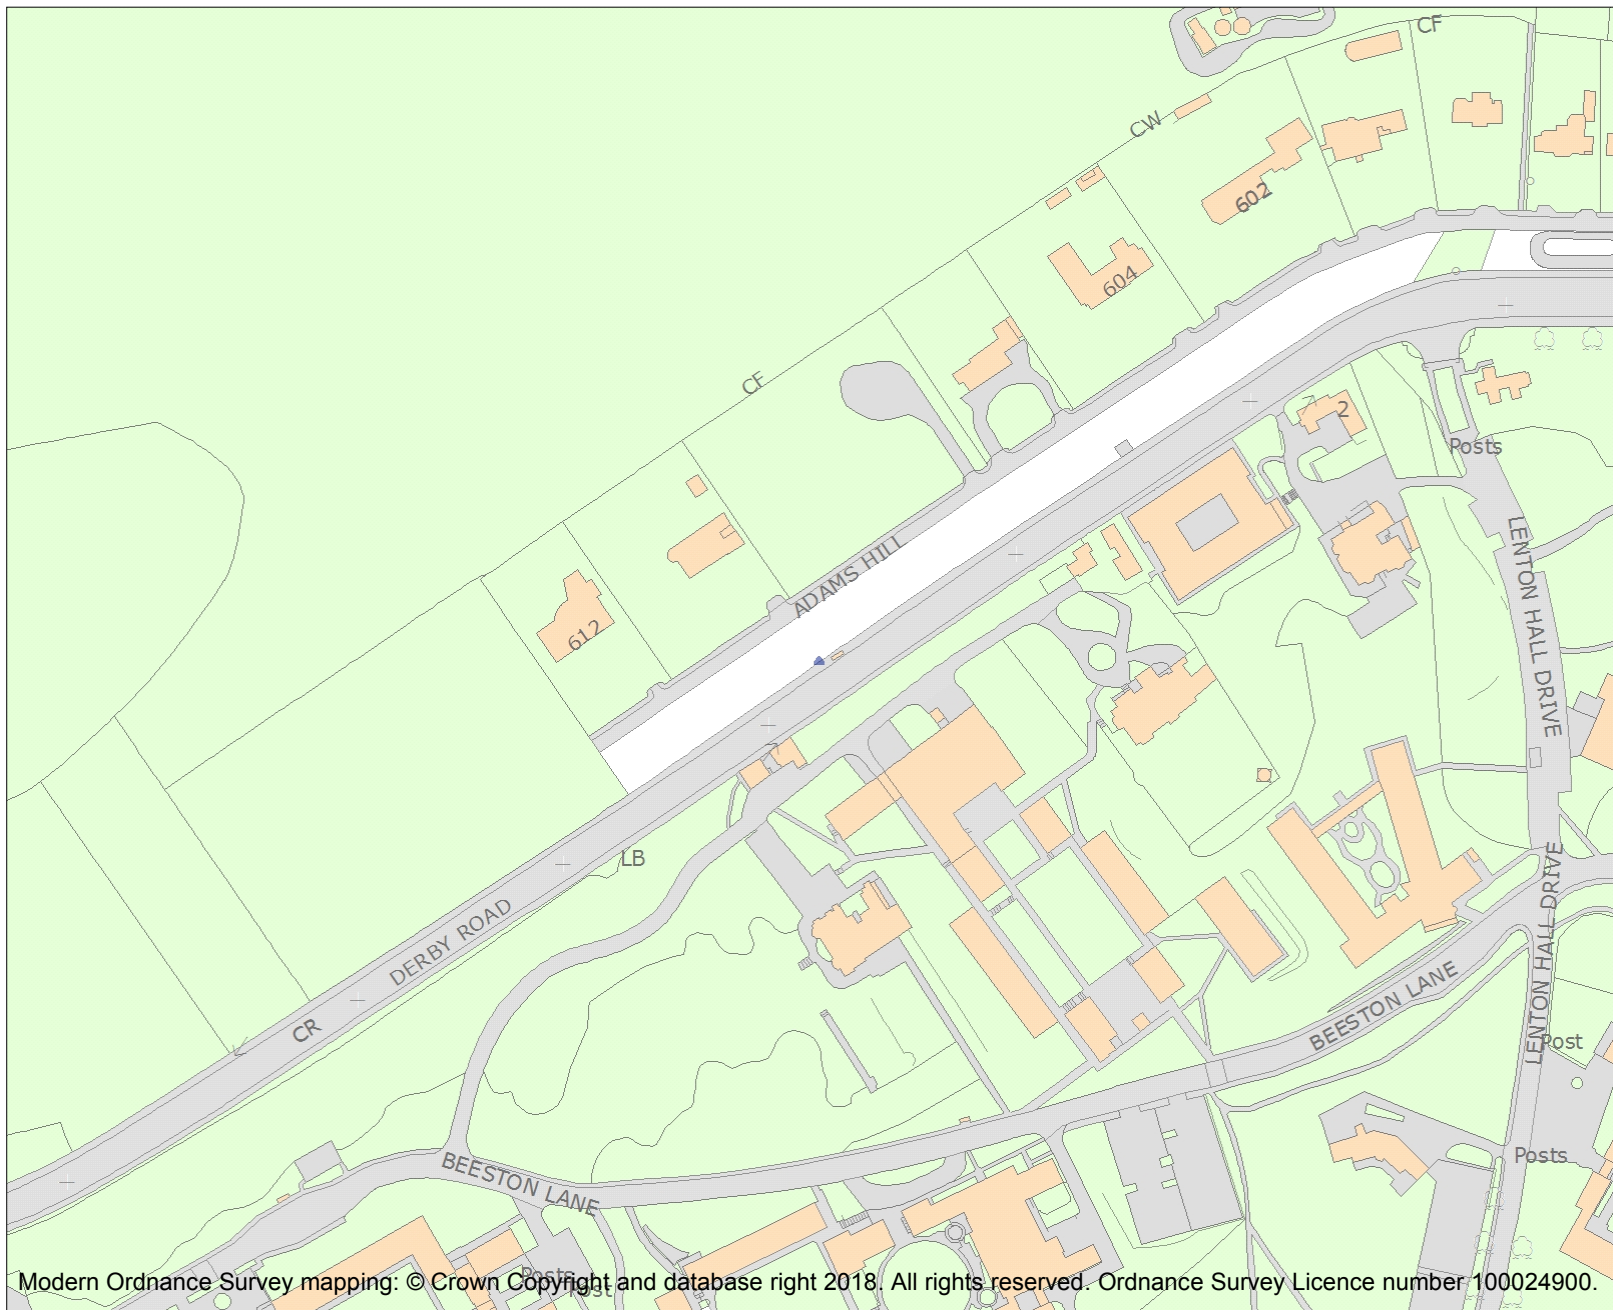 CF
CW
602
604
CF
2
Posts
ADAMS HILL
LENTON HALL DRIVE
612
LB
DERBY ROAD
LENTON HALL DRIVE
BEESTON LANE
CR
Post
BEESTON LANE
Posts
Posts
Post
Modern Ordnance Survey mapping: © Crown Copyright and database right 2018. All rights reserved. Ordnance Survey Licence number 100024900.